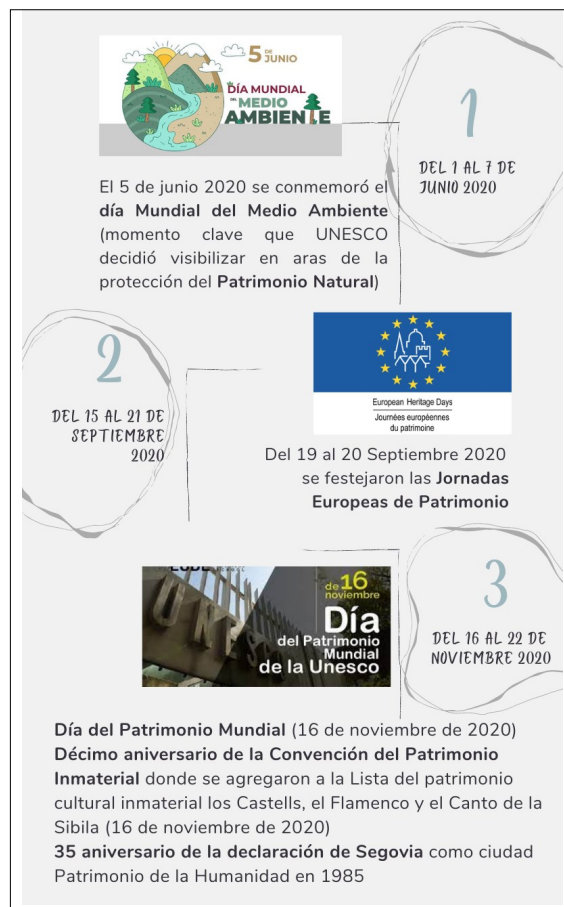 5 DE JUNIO
DÍA MUNDIAL
DEL MEDIO
AMBIENTE
1
DEL 1 AL 7 DE
JUNIO 2020
El 5 de junio 2020 se conmemoró el
día Mundial del Medio Ambiente
(momento clave que UNESCO
decidió visibilizar en aras de la
protección del Patrimonio Natural)
2
DEL 15 AL 21 DE
SEPTIEMBRE
2020
European Heritage Days
Journées européennes
du patrimoine
Del 19 al 20 Septiembre 2020
se festejaron las Jornadas
Europeas de Patrimonio
3
DEL 16 AL 22 DE
NOVIEMBRE 2020
UNESC
de 16
noviembre
Día
del Patrimonio
Mundial
de la Unesco
Día del Patrimonio Mundial (16 de noviembre de 2020)
Décimo aniversario de la Convención del Patrimonio
Inmaterial donde se agregaron a la Lista del patrimonio
cultural inmaterial los Castells, el Flamenco y el Canto de la
Sibila (16 de noviembre de 2020)
35 aniversario de la declaración de Segovia como ciudad
Patrimonio de la Humanidad en 1985